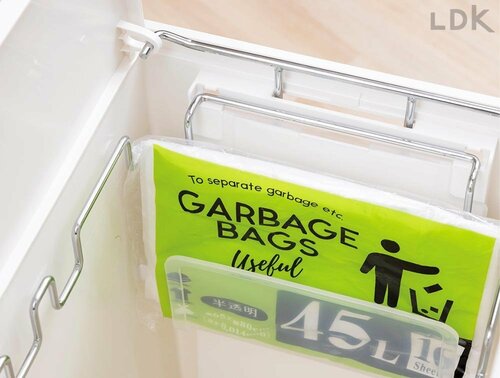 LDK
To separate garbage etc.
GARBAGE
BAGS
Useful
半透明
45L